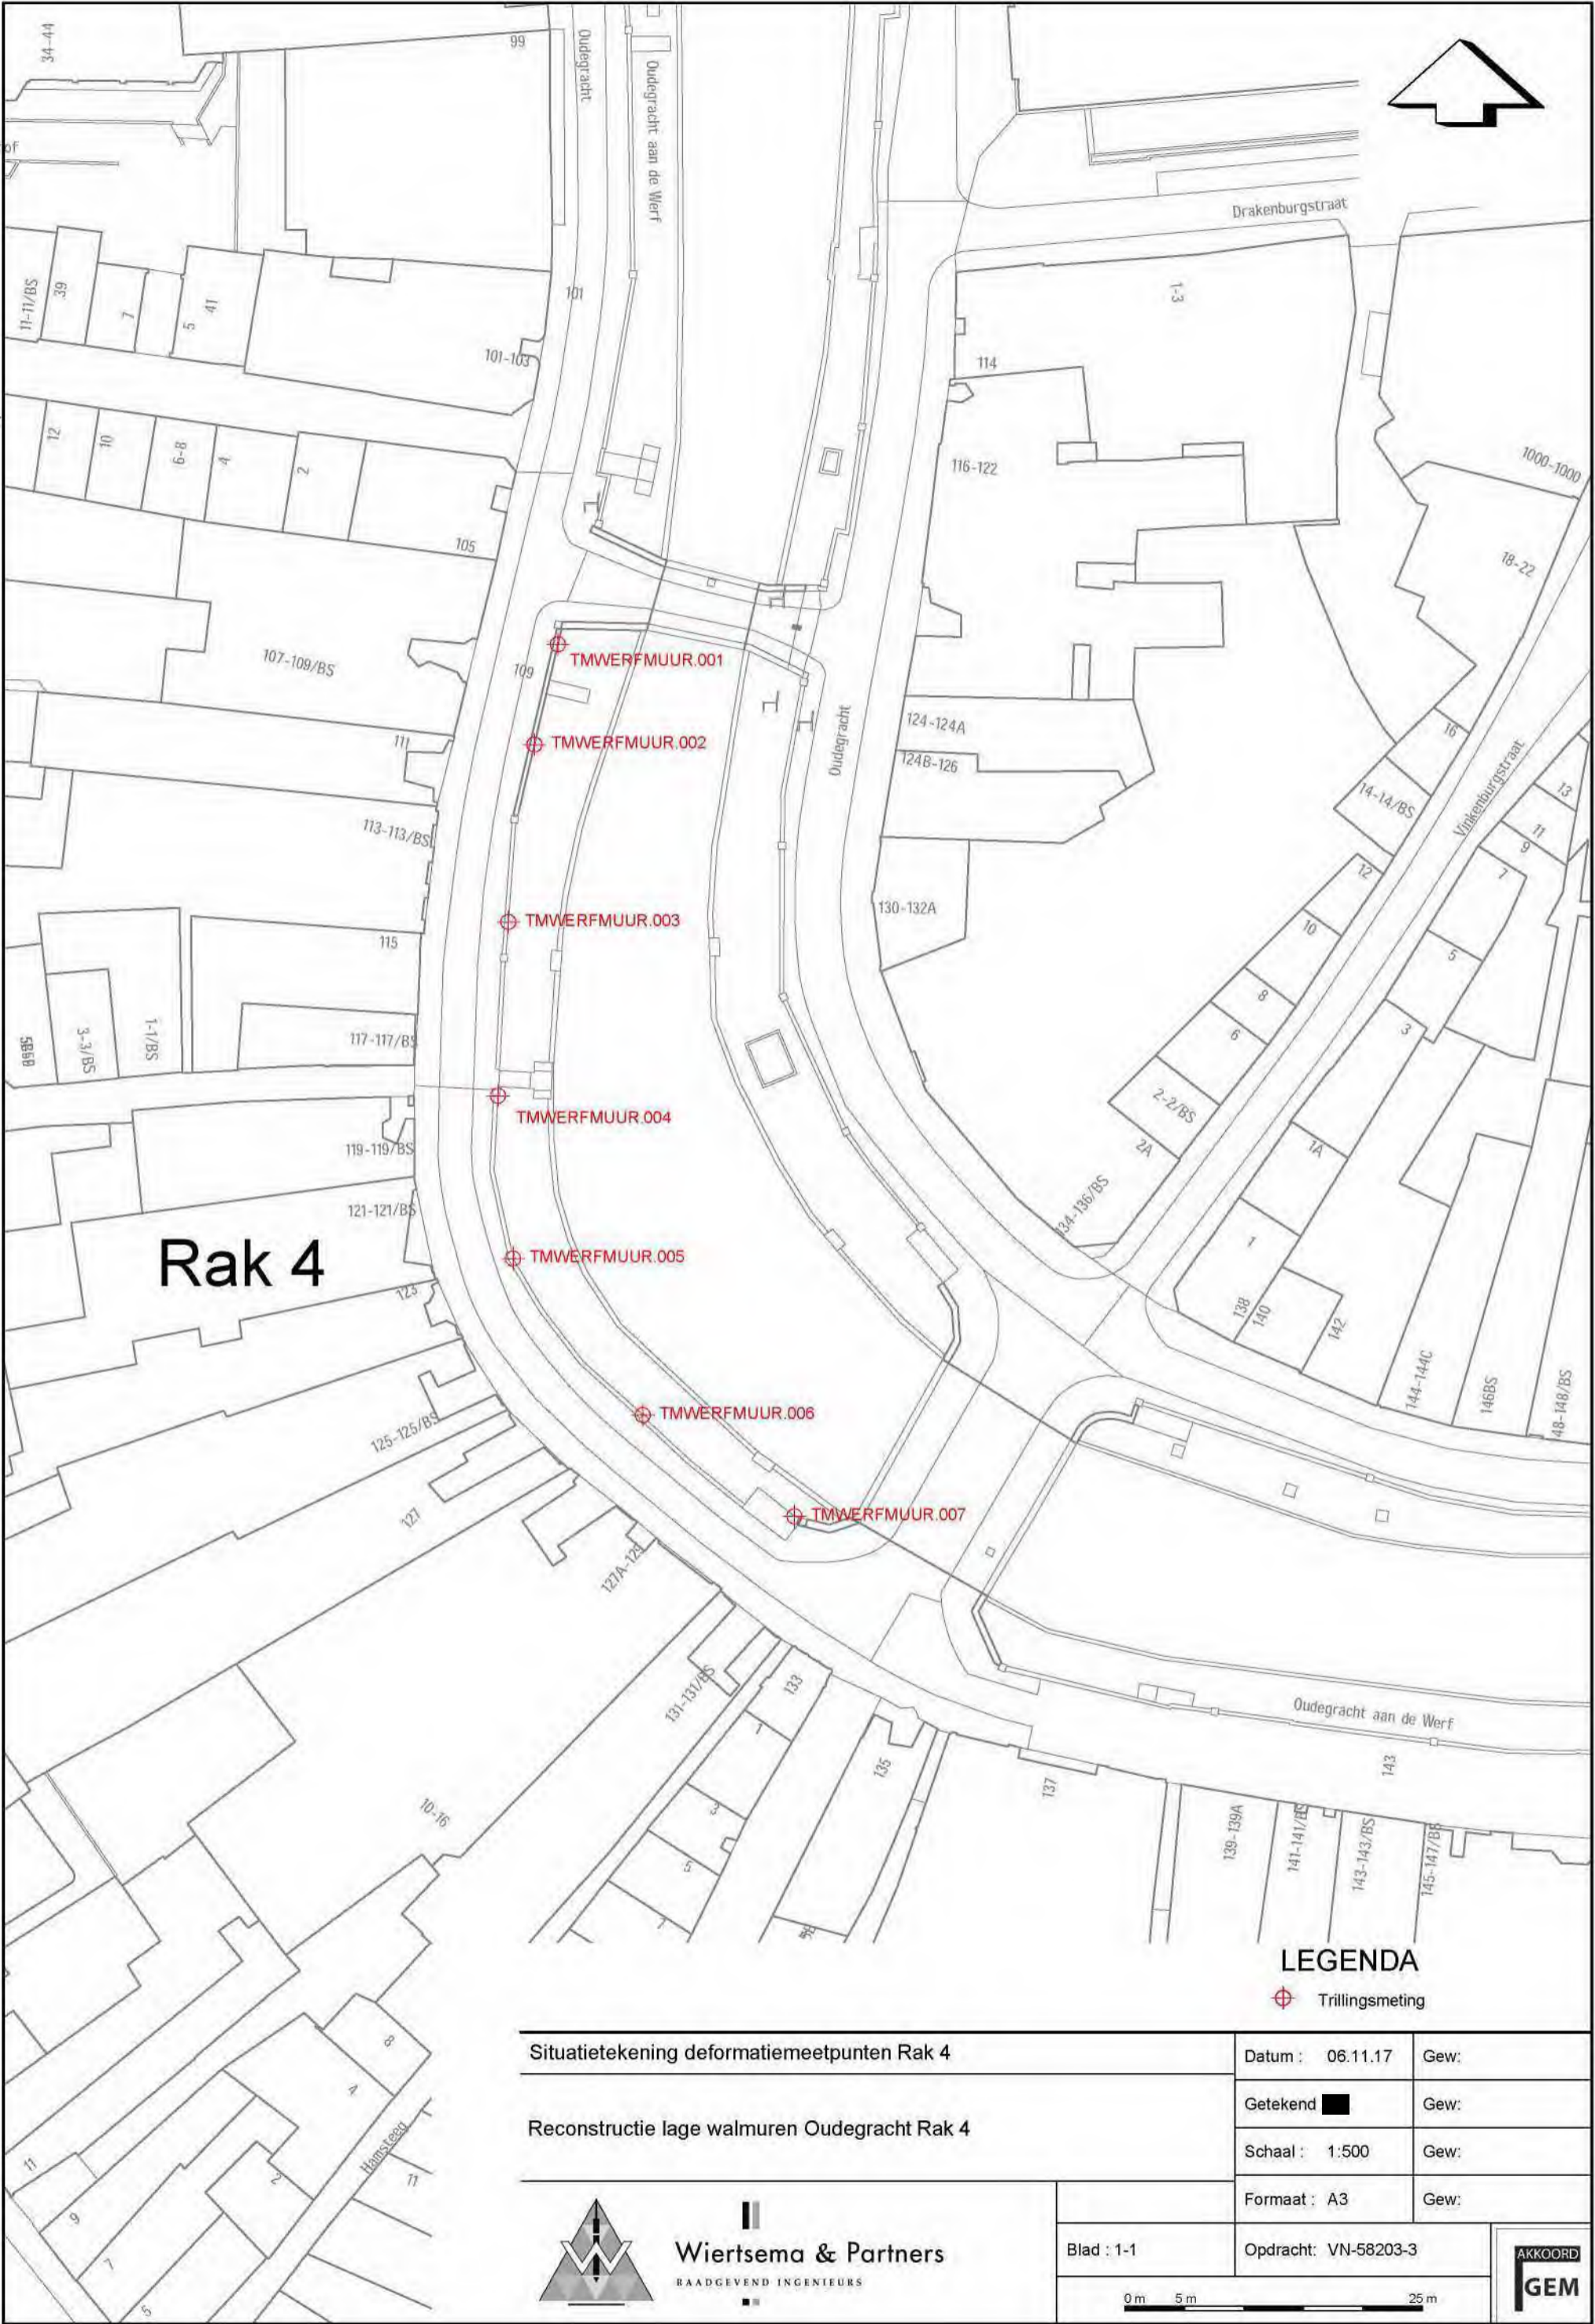 34-44
99
Oudegracht
Oudegracht aan de Werf
of
Drakenburgstraat
11-11/BS
39
7
5
41
101
101-103
1-3
114
12
10
6-8
4
2
105
116-122
1000-1000
18-22
107-109/BS
109
TMWERFMUUR.001
111
TMWERFMUUR.002
Oudegracht
124-124A
124B-126
16
14-14/BS
Vinkenburgstraat
13
11
9
7
113-113/BS
12
115
TMWERFMUUR.003
130-132A
10
5
3-3/BS
1-1/BS
117-117/BS
8
6
3
TMWERFMUUR.004
2-2/BS
2A
1A
119-119/BS
121-121/BS
134-136/BS
Rak 4
TMWERFMUUR.005
1
123
138
140
142
144-144C
146BS
48-148/BS
125-125/BS
TMWERFMUUR.006
127
TMWERFMUUR.007
127A-129
131-131/BS
133
1
3
5
7
135
137
Oudegracht aan de Werf
143
139-139A
141-141/BS
143-143/BS
145-147/BS
10-16
8
4
2
Hamsteeg
11
11
9
7
5
LEGENDA
Trillingsmeting
Situatietekening deformatiemeetpunten Rak 4
Datum : 06.11.17 Gew:
Getekend Gew:
Reconstructie lage walmuren Oudegracht Rak 4
Schaal : 1:500 Gew:
Formaat : A3 Gew:
W
Wiertsema & Partners
RAADGEVEND INGENIEURS
Blad : 1-1
Opdracht: VN-58203-3
0 m 5 m 25 m
AKKOORD
GEM